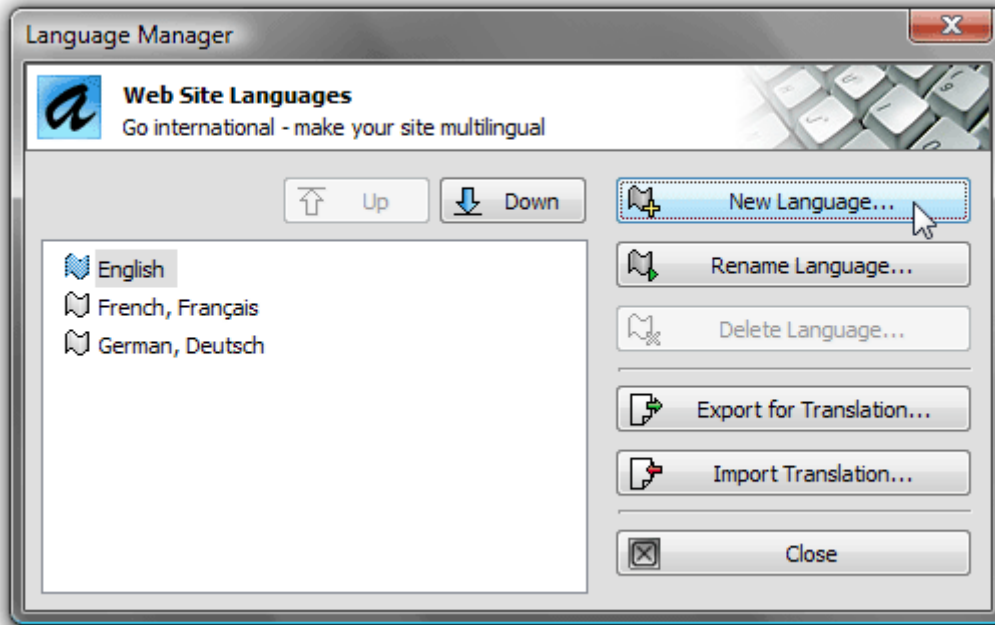 Language Manager
Web Site Languages
Go international - make your site multilingual
Up
Down
English
French, Français
German, Deutsch
New Language...
Rename Language...
Delete Language...
Export for Translation...
Import Translation...
Close